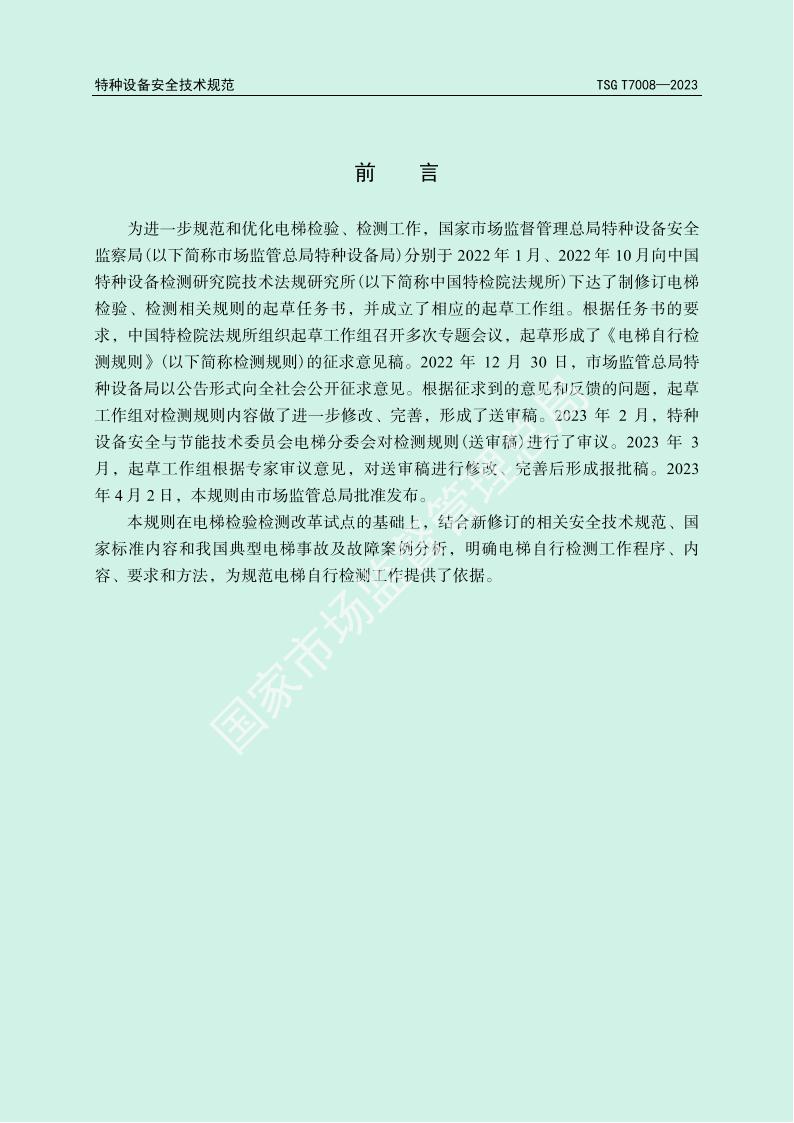 特种设备安全技术规范 TSG T7008—2023
前 言
为进一步规范和优化电梯检验、检测工作，国家市场监督管理总局特种设备安全
监察局(以下简称市场监管总局特种设备局)分别于 2022 年 1 月、2022 年 10 月向中国
特种设备检测研究院技术法规研究所(以下简称中国特检院法规所)下达了制修订电梯
检验、检测相关规则的起草任务书，并成立了相应的起草工作组。根据任务书的要
求，中国特检院法规所组织起草工作组召开多次专题会议，起草形成了《电梯自行检
测规则》(以下简称检测规则)的征求意见稿。2022 年 12 月 30 日，市场监管总局特
种设备局以公告形式向全社会公开征求意见。根据征求到的意见和反馈的问题，起草
工作组对检测规则内容做了进一步修改、完善，形成了送审稿。2023 年 2 月，特种
设备安全与节能技术委员会电梯分委会对检测规则(送审稿)进行了审议。2023 年 3
月，起草工作组根据专家审议意见，对送审稿进行修改、完善后形成报批稿。2023
年 4 月 2 日，本规则由市场监管总局批准发布。
本规则在电梯检验检测改革试点的基础上，结合新修订的相关安全技术规范、国
家标准内容和我国典型电梯事故及故障案例分析，明确电梯自行检测工作程序、内
容、要求和方法，为规范电梯自行检测工作提供了依据。
国家市场监督管理总局